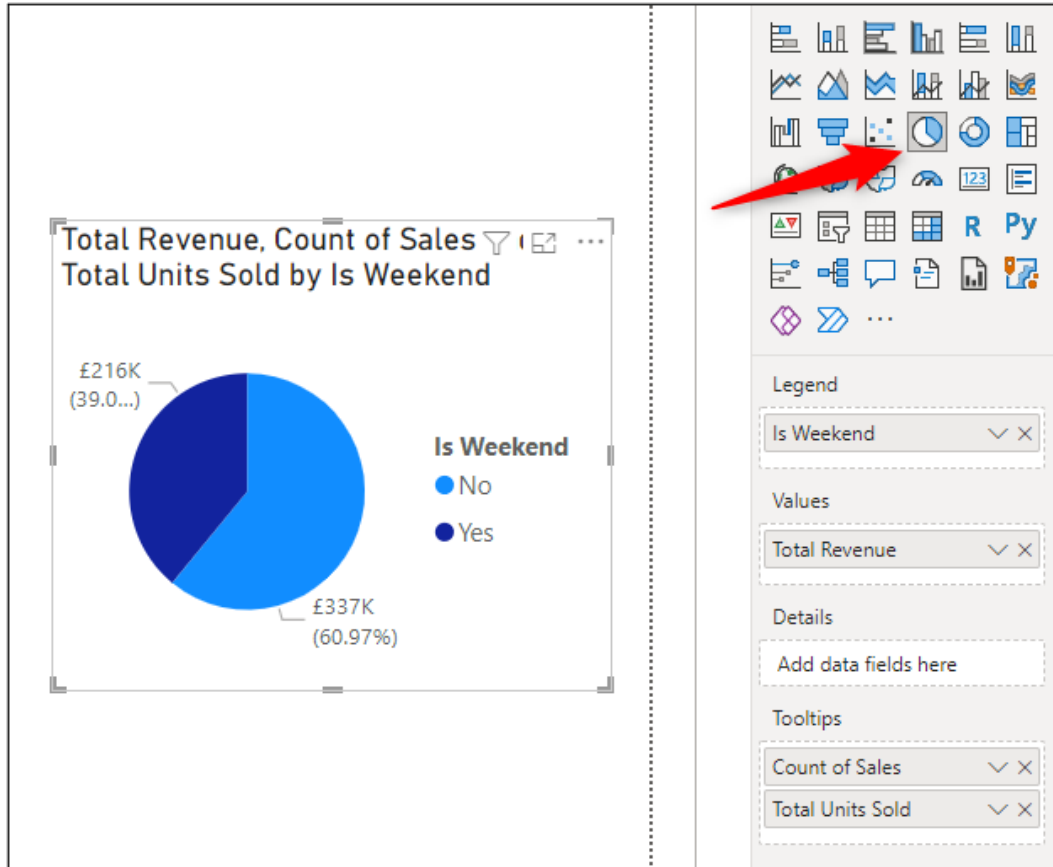 123
R Py
Total Revenue, Count of Sales
Total Units Sold by Is Weekend
£216K
(39.0...)
Is Weekend
No
Yes
£337K
(60.97%)
Legend
Is Weekend
Values
Total Revenue
Details
Add data fields here
Tooltips
Count of Sales
Total Units Sold